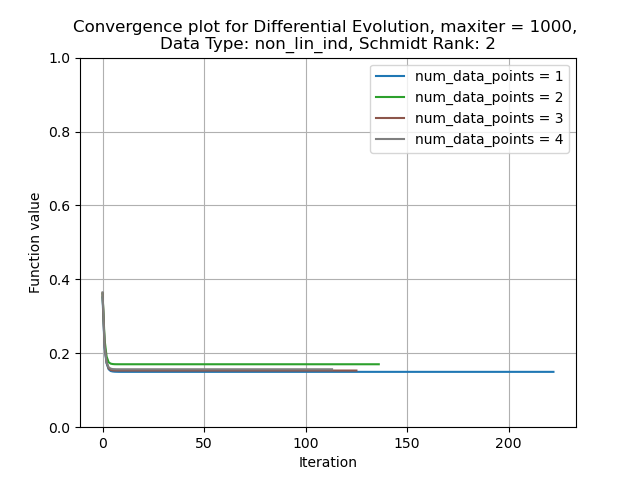 Convergence plot for Differential Evolution, maxiter = 1000,
Data Type: non_lin_ind, Schmidt Rank: 2
num_data_points = 1
num_data_points = 2
num_data_points = 3
num_data_points = 4
Function value
1.0
0.8
0.6
0.4
0.2
0.0
0
50
100
150
200
Iteration